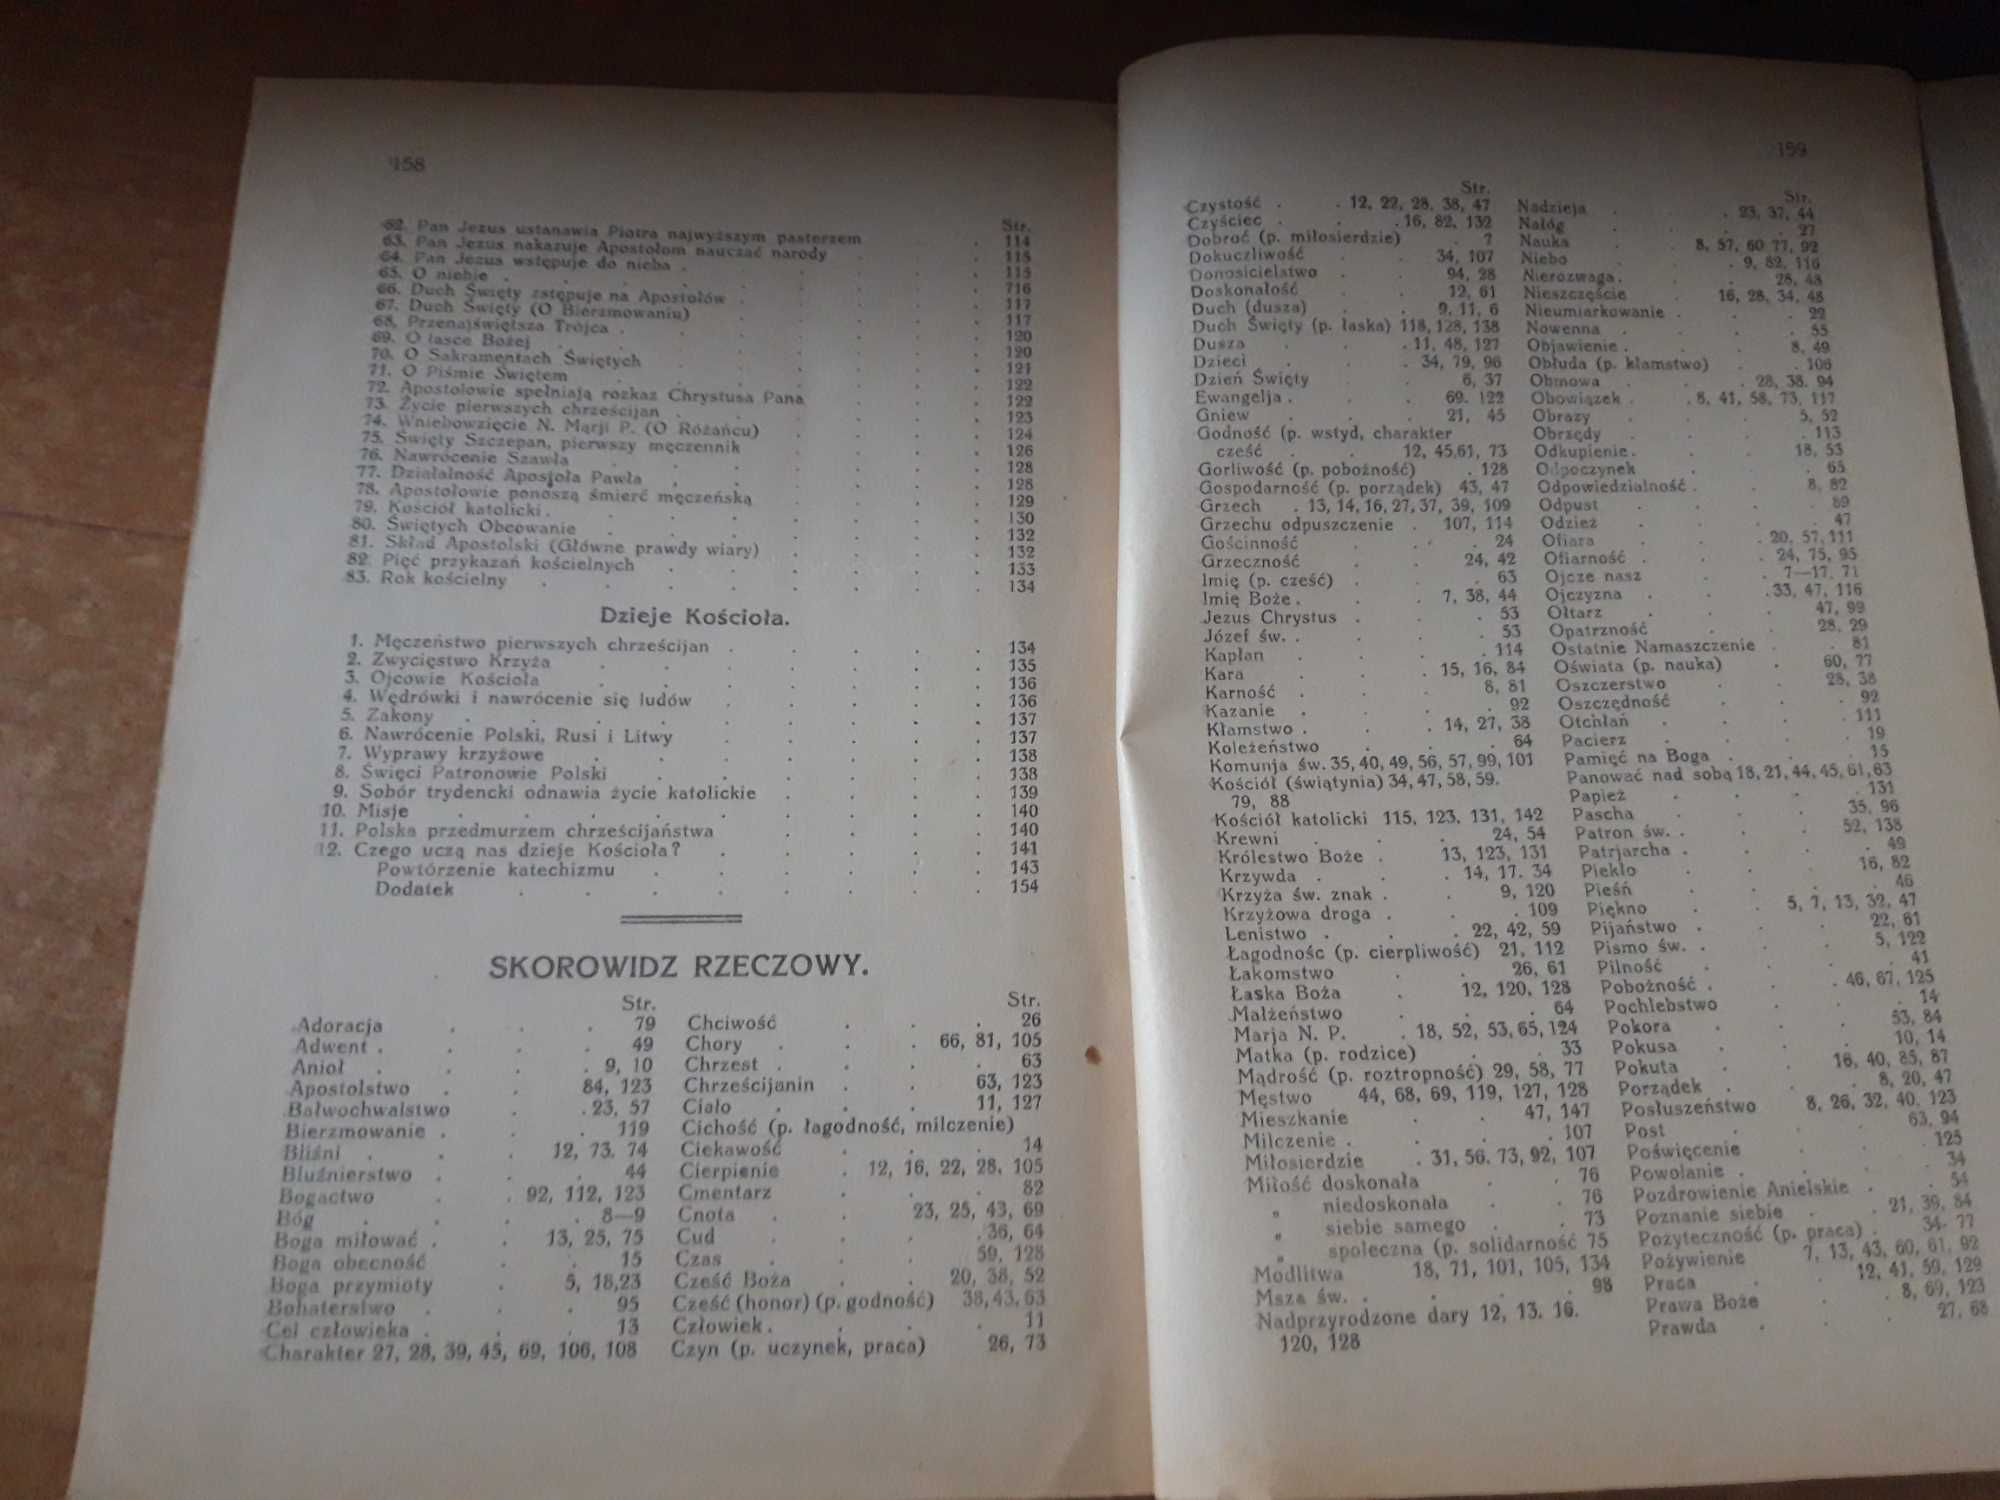 158
Str.
62. Pan Jezus ustanawia Piotra najwyższym pasterzem . 114
63. Pan Jezus nakazuje Apostołom nauczać narody . 115
64. Pan Jezus wstępuje do nieba . 115
65. O niebie . 716
66. Duch Święty zstępuje na Apostołów . 117
67. Duch Święty (O Bierzmowaniu) . 117
68. Przenajświętsza Trójca . 120
69. O łasce Bożej . 120
70. O Sakramentach Świętych . 121
71. O Piśmie Świętem . 122
72. Apostołowie spełniają rozkaz Chrystusa Pana . 122
73. Życie pierwszych chrześcijan . 123
74. Wniebowzięcie N. Marji P. (O Różańcu) . 124
75. Święty Szczepan, pierwszy męczennik . 126
76. Nawrócenie Szawła . 128
77. Działalność Apostoła Pawła . 128
78. Apostołowie ponoszą śmierć męczeńską . 129
79. Kościół katolicki . 130
80. Świętych Obcowanie . 132
81. Skład Apostolski (Główne prawdy wiary) . 132
82. Pięć przykazań kościelnych . 133
83. Rok kościelny . 134
Dzieje Kościoła.
1. Męczeństwo pierwszych chrześcijan . 134
2. Zwycięstwo Krzyża . 135
3. Ojcowie Kościoła . 136
4. Wędrówki i nawrócenie się ludów . 136
5. Zakony . 137
6. Nawrócenie Polski, Rusi i Litwy . 137
7. Wyprawy krzyżowe . 138
8. Święci Patronowie Polski . 138
9. Sobór trydencki odnawia życie katolickie . 139
10. Misje . 140
11. Polska przedmurzem chrześcijaństwa . 140
12. Czego uczą nas dzieje Kościoła? . 141
Powtórzenie katechizmu . 143
Dodatek . 154
SKOROWIDZ RZECZOWY.
Str.
Adoracja . 79
Adwent . 49
Anioł . 9, 10
Apostolstwo . 84, 123
Bałwochwalstwo . 23, 57
Bierzmowanie . 119
Bliźni . 12, 73. 74
Bluźnierstwo . 44
Bogactwo . 92, 112, 123
Bóg . 8—9
Boga miłować . 13, 25, 75
Boga obecność . 15
Boga przymioty . 5, 18,23
Bohaterstwo . 95
Cel człowieka . 13
Charakter 27, 28, 39, 45, 69, 106, 108
Str.
Chciwość . 26
Chory . 66, 81, 105
Chrzest . 63
Chrześcijanin . 63, 123
Ciało . 11, 127
Cichość (p. łagodność, milczenie)
Ciekawość . 14
Cierpienie . 12, 16, 22, 28, 105
Cmentarz . 82
Cnota . 23, 25, 43, 69
Cud . 36, 64
Czas . 59, 128
Cześć Boża . 20, 38, 52
Cześć (honor) (p. godność) 38,43,63
Człowiek . 11
Czyn (p. uczynek, praca) 26, 73
159
Str.
Czystość . 12, 22, 28, 38, 47
Czyściec . 16, 82, 132
Dobroć (p. miłosierdzie) . 7
Dokuczliwość . 34, 107
Donosicielstwo . 94, 28
Doskonałość . 12, 61
Duch (dusza) . 9, 11, 6
Duch Święty (p. łaska) 118, 128, 138
Dusza . 11, 48, 127
Dzieci . 34, 79, 96
Dzień Święty . 6, 37
Ewangelja . 69. 122
Gniew . 21, 45
Godność (p. wstyd, charakter
cześć . 12, 45,61, 73
Gorliwość (p. pobożność) . 128
Gospodarność (p. porządek) 43, 47
Grzech . 13, 14, 16, 27, 37, 39, 109
Grzechu odpuszczenie . 107, 114
Gościnność . 24
Grzeczność . 24, 42
Imię (p. cześć) . 63
Imię Boże . 7, 38, 44
Jezus Chrystus . 53
Józef św. . 53
Kapłan . 114
Kara . 15, 16, 84
Karność . 8, 81
Kazanie . 92
Kłamstwo . 14, 27, 38
Koleżeństwo . 64
Komunja św. 35, 40, 49, 56, 57, 99, 101
Kościół (świątynia) 34, 47, 58, 59.
79, 88
Kościół katolicki 115, 123, 131, 142
Krewni . 24, 54
Królestwo Boże . 13, 123, 131
Krzywda . 14, 17. 34
Krzyża św. znak . 9, 120
Krzyżowa droga . 109
Lenistwo . 22, 42, 59
Łagodnośc (p. cierpliwość) 21, 112
Łakomstwo . 26, 61
Łaska Boża . 12, 120, 128
Małżeństwo . 64
Marja N. P. . 18, 52, 53, 65, 124
Matka (p. rodzice) . 33
Mądrość (p. roztropność) 29, 58, 77
Męstwo 44, 68, 69, 119, 127, 128
Mieszkanie . 47, 147
Milczenie . 107
Miłosierdzie . 31, 56. 73, 92, 107
Miłość doskonała . 76
„ niedoskonała . 76
„ siebie samego . 73
„ społeczna (p. solidarność 75
Modlitwa 18, 71, 101, 105, 134
Msza św. . 98
Nadprzyrodzone dary 12, 13. 16.
120, 128
Str.
Nadzieja . 23, 37, 44
Nałóg . 27
Nauka . 8, 57, 60 77, 92
Niebo . 9, 82, 116
Nierozwaga . 28, 48
Nieszczęście 16, 28, 34, 48
Nieumiarkowanie . 22
Nowenna . 55
Objawienie . 8, 49
Obłuda (p. kłamstwo) . 106
Obmowa . 28, 38. 94
Obowiązek . 8, 41, 58, 73, 117
Obrazy . 5, 52
Obrzędy . 113
Odkupienie . 18, 53
Odpoczynek . 65
Odpowiedzialność . 8, 82
Odpust . 89
Odzież . 47
Ofiara . 20, 57, 111
Ofiarność . 24, 75, 95
Ojcze nasz . 7—17, 71
Ojczyzna . 33, 47, 116
Ołtarz . 47, 99
Opatrzność . 28, 29
Ostatnie Namaszczenie . 81
Oświata (p. nauka) . 60, 77
Oszczerstwo . 28, 38
Oszczędność . 92
Otchłań . 111
Pacierz . 19
Pamięć na Boga . 15
Panować nad sobą 18, 21, 44, 45, 61, 63
Papież . 131
Pascha . 35, 96
Patron św. . 52, 138
Patrjarcha . 49
Piekło . 16, 82
Pieśń . 46
Piękno . 5, 7, 13, 32, 47
Pijaństwo . 22, 61
Pismo św. . 5, 122
Pilność . 41
Pobożność . 46, 67, 125
Pochlebstwo . 14
Pokora . 53, 84
Pokusa . 10, 14
Pokuta . 16, 40, 85, 87
Porządek . 8, 20, 47
Posłuszeństwo 8, 26, 32, 40, 123
Post . 63, 94
Poświęcenie . 125
Powołanie . 34
Pozdrowienie Anielskie . 54
Poznanie siebie . 21, 39, 84
Pożyteczność (p. praca) . 34- 77
Pożywienie 7, 13, 43, 60, 61, 92
Praca . 12, 41, 59, 129
Prawa Boże . 8, 69, 123
Prawda . 27, 68